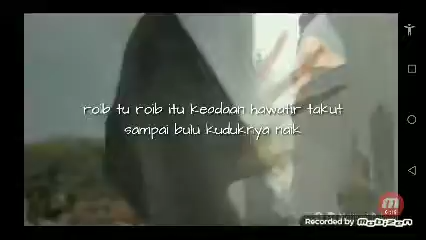 roib tu roib itu keadaan hawatir takut
sampai bulu kuduknya naik
Recorded by Mobizen